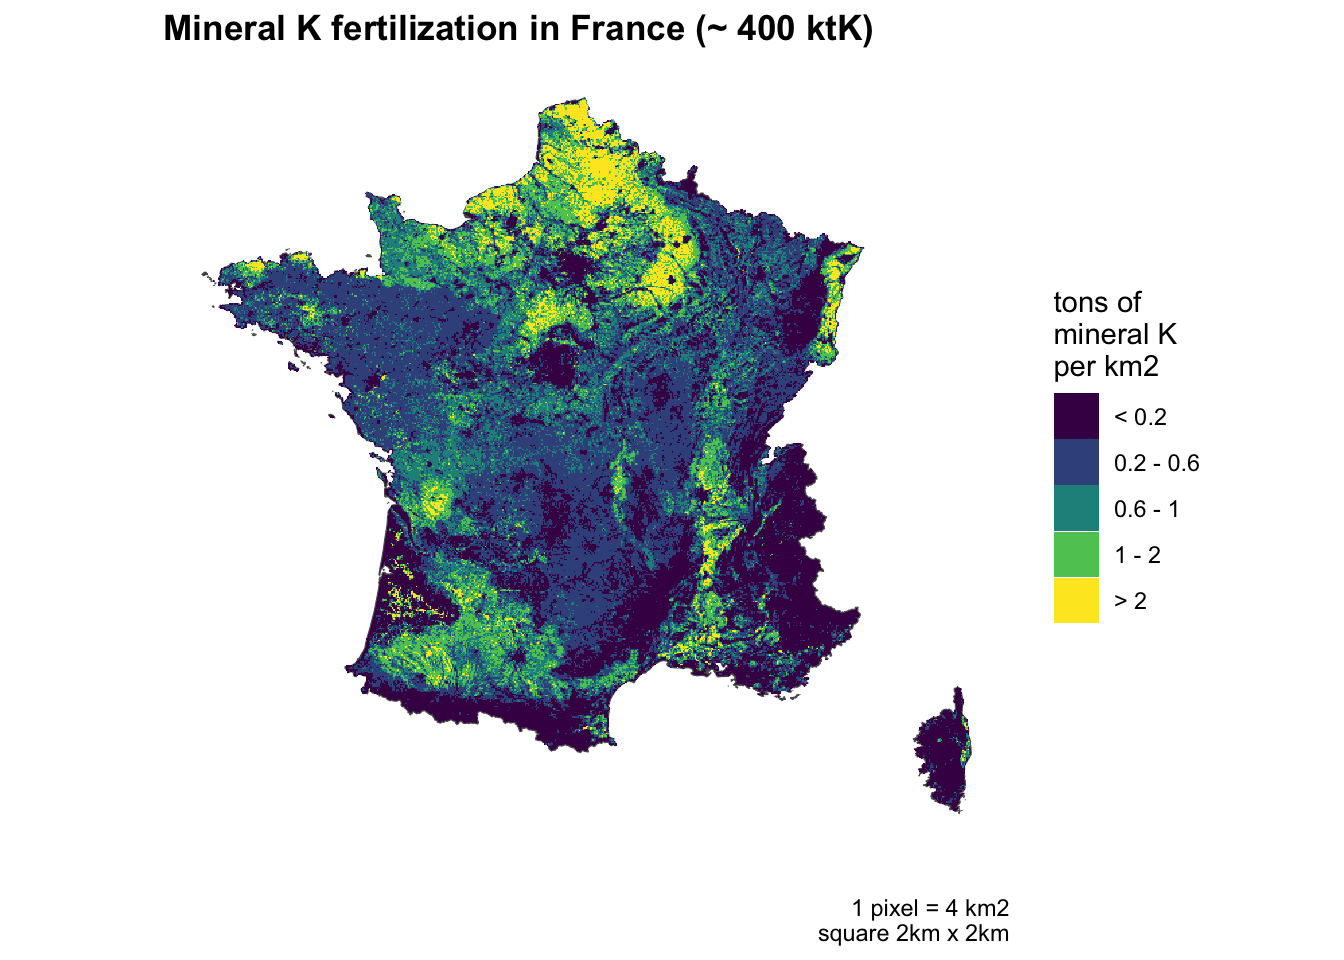 Mineral K fertilization in France (~ 400 ktK)
tons of
mineral K
per km2
< 0.2
0.2 - 0.6
0.6 - 1
1 - 2
> 2
1 pixel = 4 km2
square 2km x 2km